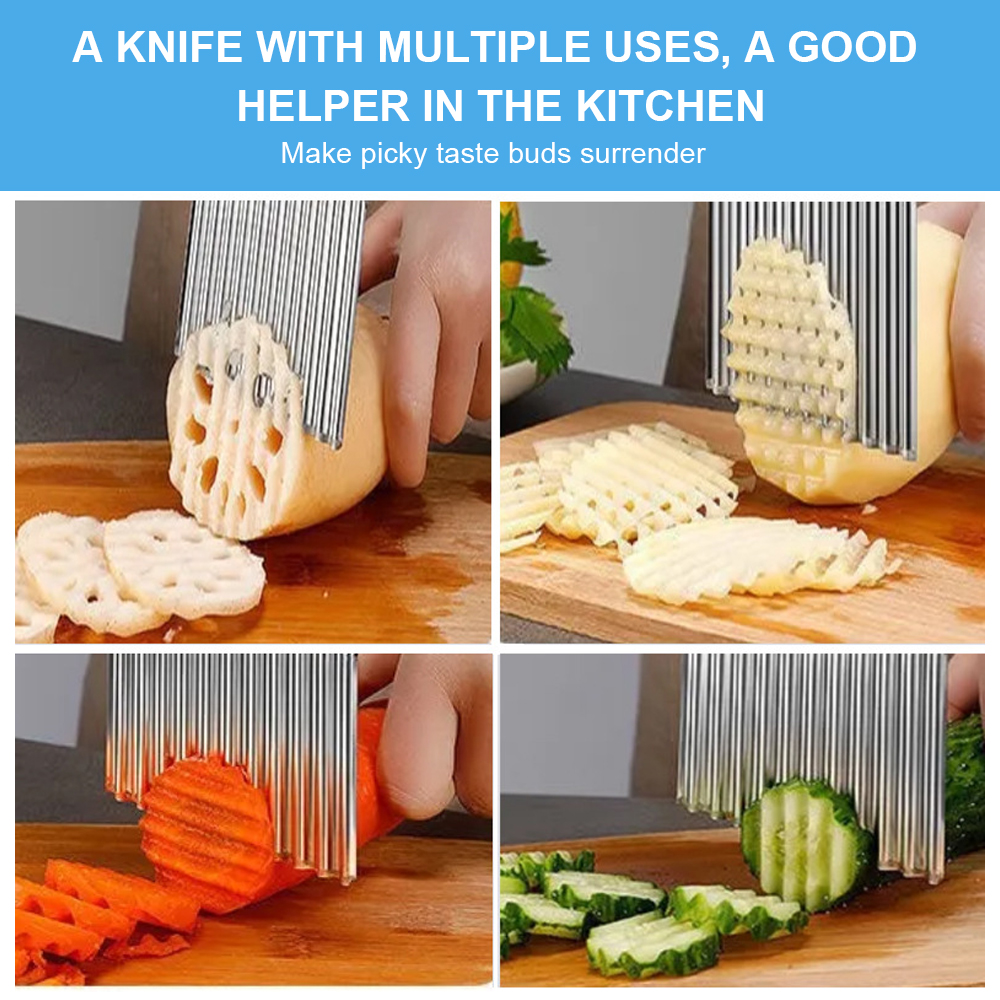 A KNIFE WITH MULTIPLE USES, A GOOD
HELPER IN THE KITCHEN
Make picky taste buds surrender